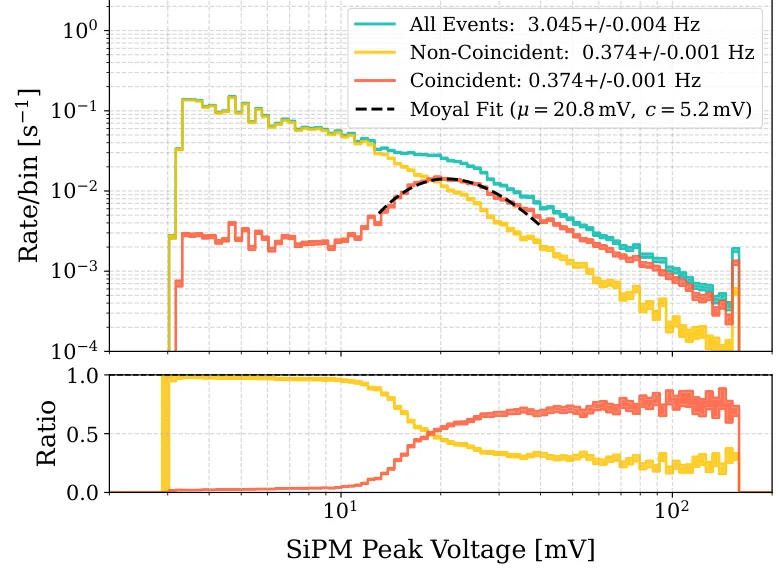 All Events:  3.045+/-0.004 Hz
Non-Coincident:  0.374+/-0.001 Hz
Coincident: 0.374+/-0.001 Hz
Moyal Fit (μ = 20.8 mV, c = 5.2 mV)
Rate/bin [s⁻¹]
10⁰
10⁻¹
10⁻²
10⁻³
10⁻⁴
Ratio
1.0
0.5
0.0
10¹
10²
SiPM Peak Voltage [mV]